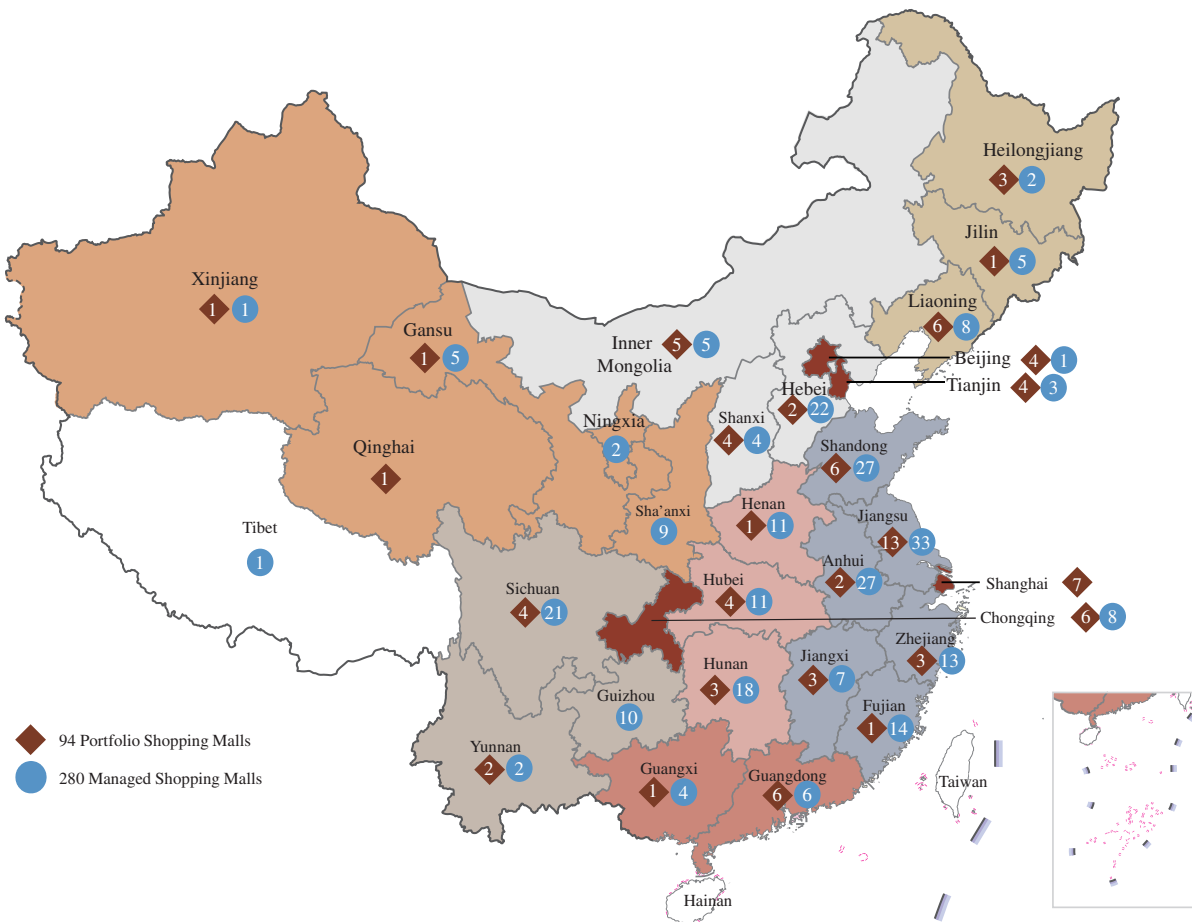 Heilongjiang
3 2
Jilin
1 5
Xinjiang
1 1
Liaoning
6 8
Gansu
1 5
Inner
Mongolia
5 5
Beijing
4 1
Tianjin
4 3
Hebei
2 22
Shanxi
4 4
Ningxia
2
Qinghai
1
Shandong
6 27
Sha'anxi
9
Henan
1 11
Jiangsu
13 33
Tibet
1
Anhui
2 27
Shanghai
7
Sichuan
4 21
Hubei
4 11
Chongqing
6 8
Zhejiang
3 13
Hunan
3 18
Jiangxi
3 7
Guizhou
10
Fujian
1 14
94 Portfolio Shopping Malls
280 Managed Shopping Malls
Yunnan
2 2
Guangxi
1 4
Guangdong
6 6
Taiwan
Hainan